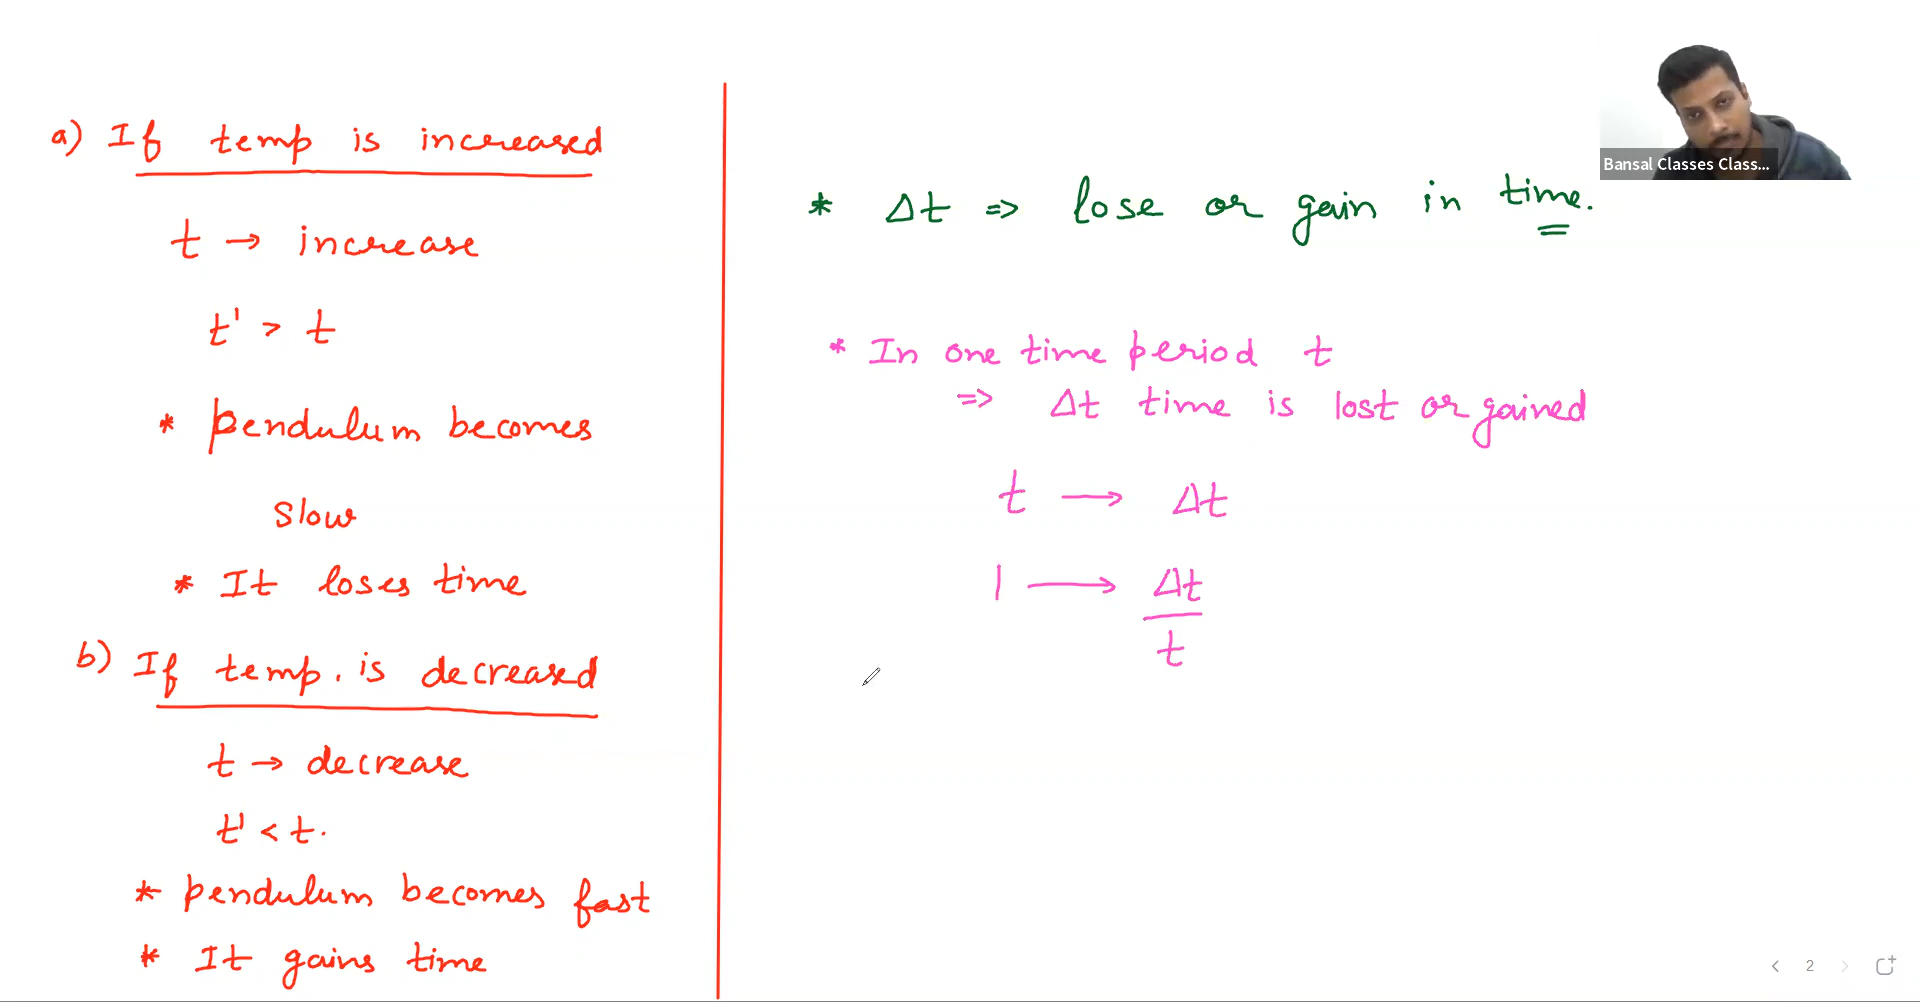 a) If temp is increased
t → increase
t' > t
* Pendulum becomes
slow
* It loses time
b) If temp. is decreased
t → decrease
t' < t.
* pendulum becomes fast
* It gains time
* Δt ⇒ lose or gain in time.
* In one time period t
⇒ Δt time is lost or gained
t → Δt
1 → Δt
t
Bansal Classes Class...
2